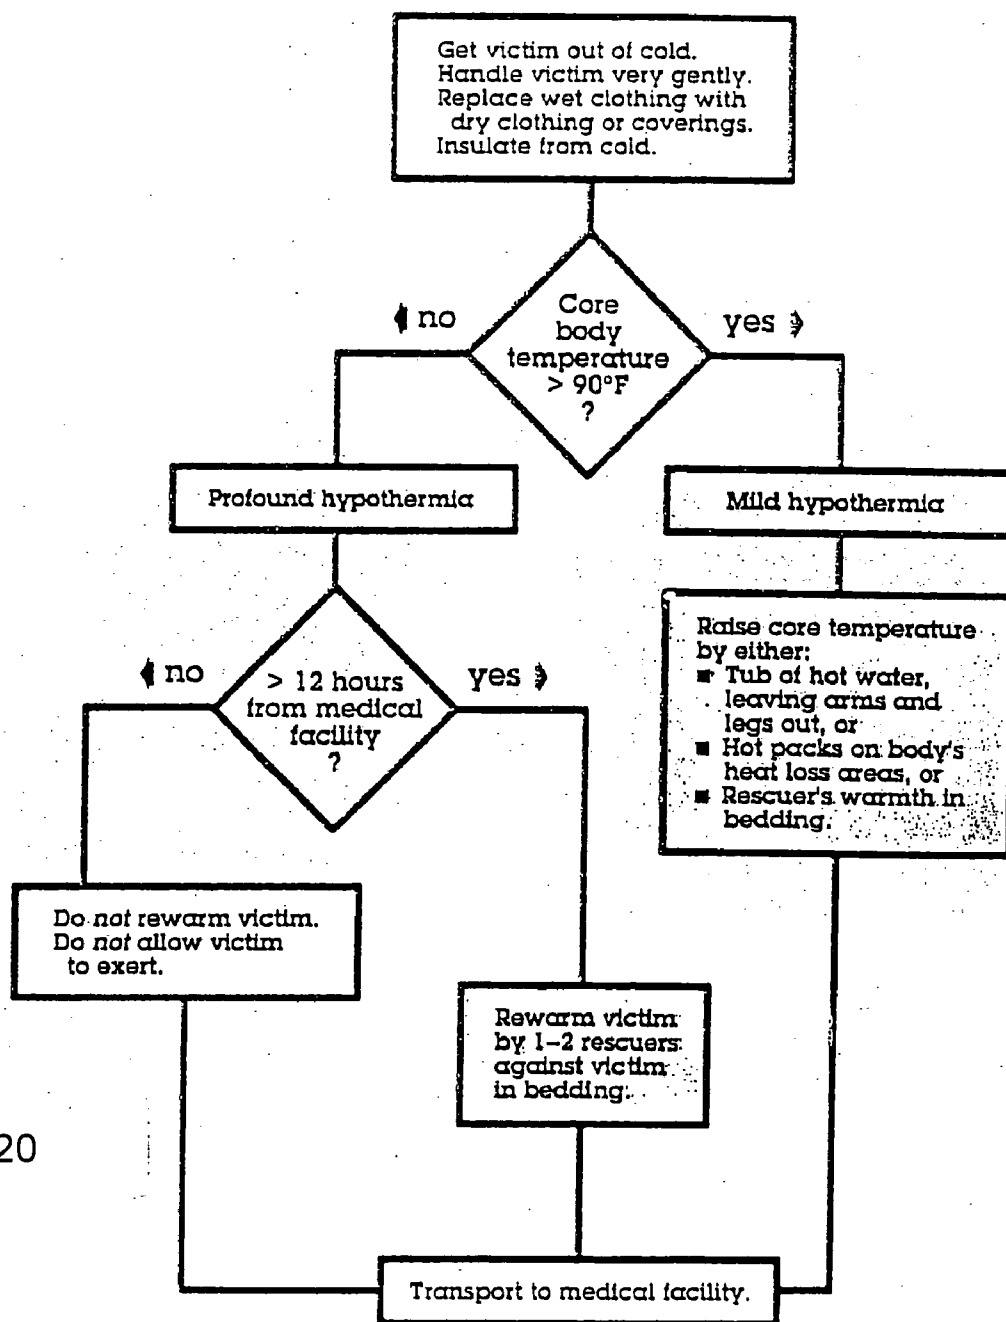 Get victim out of cold.
Handle victim very gently.
Replace wet clothing with
dry clothing or coverings.
Insulate from cold.
Core
body
temperature
> 90°F
?
no
yes
Profound hypothermia
Mild hypothermia
> 12 hours
from medical
facility
?
no
yes
Raise core temperature
by either:
■ Tub of hot water,
leaving arms and
legs out, or
■ Hot packs on body's
heat loss areas, or
■ Rescuer's warmth in
bedding.
Do not rewarm victim.
Do not allow victim
to exert.
Rewarm victim
by 1–2 rescuers
against victim
in bedding.
20
Transport to medical facility.